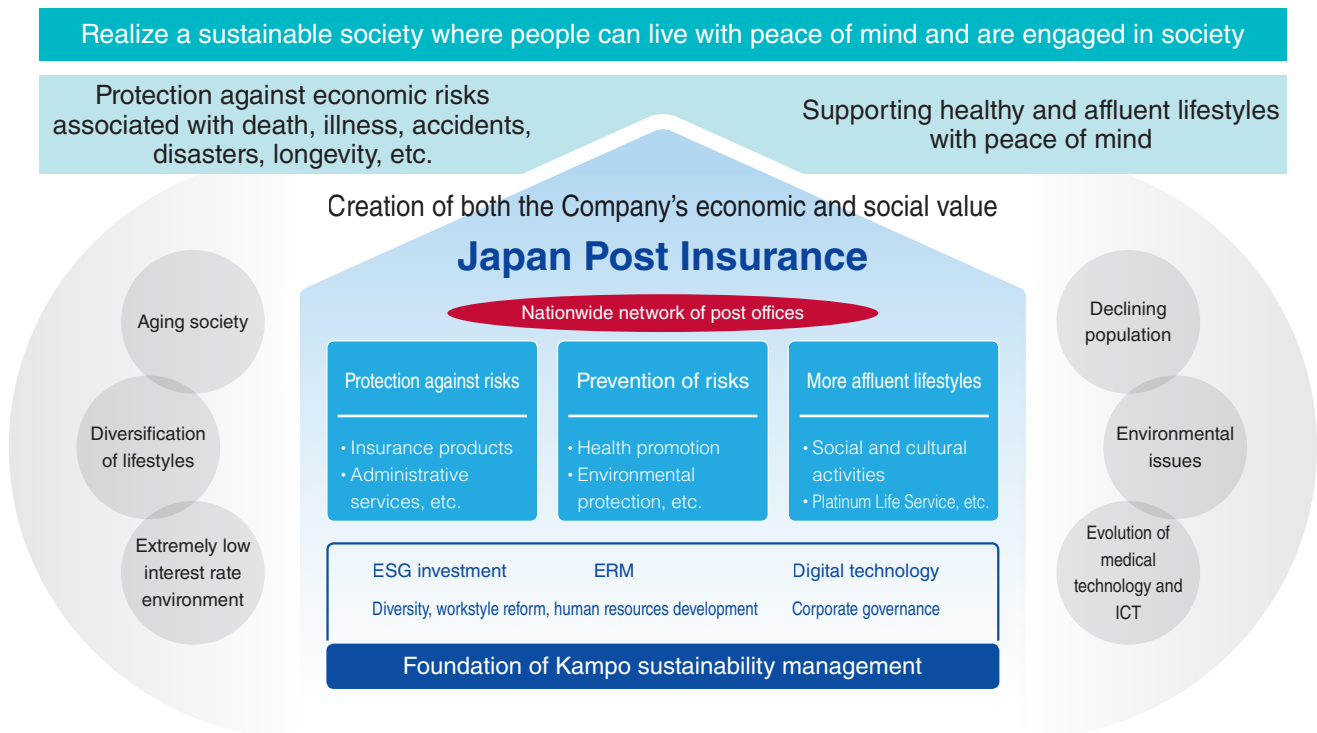 Realize a sustainable society where people can live with peace of mind and are engaged in society
Protection against economic risks
associated with death, illness, accidents,
disasters, longevity, etc.
Supporting healthy and affluent lifestyles
with peace of mind
Creation of both the Company's economic and social value
Japan Post Insurance
Nationwide network of post offices
Aging society
Diversification
of lifestyles
Extremely low
interest rate
environment
Protection against risks
• Insurance products
• Administrative
services, etc.
Prevention of risks
• Health promotion
• Environmental
protection, etc.
More affluent lifestyles
• Social and cultural
activities
• Platinum Life Service, etc.
Declining
population
Environmental
issues
Evolution of
medical
technology and
ICT
ESG investment
ERM
Digital technology
Diversity, workstyle reform, human resources development
Corporate governance
Foundation of Kampo sustainability management